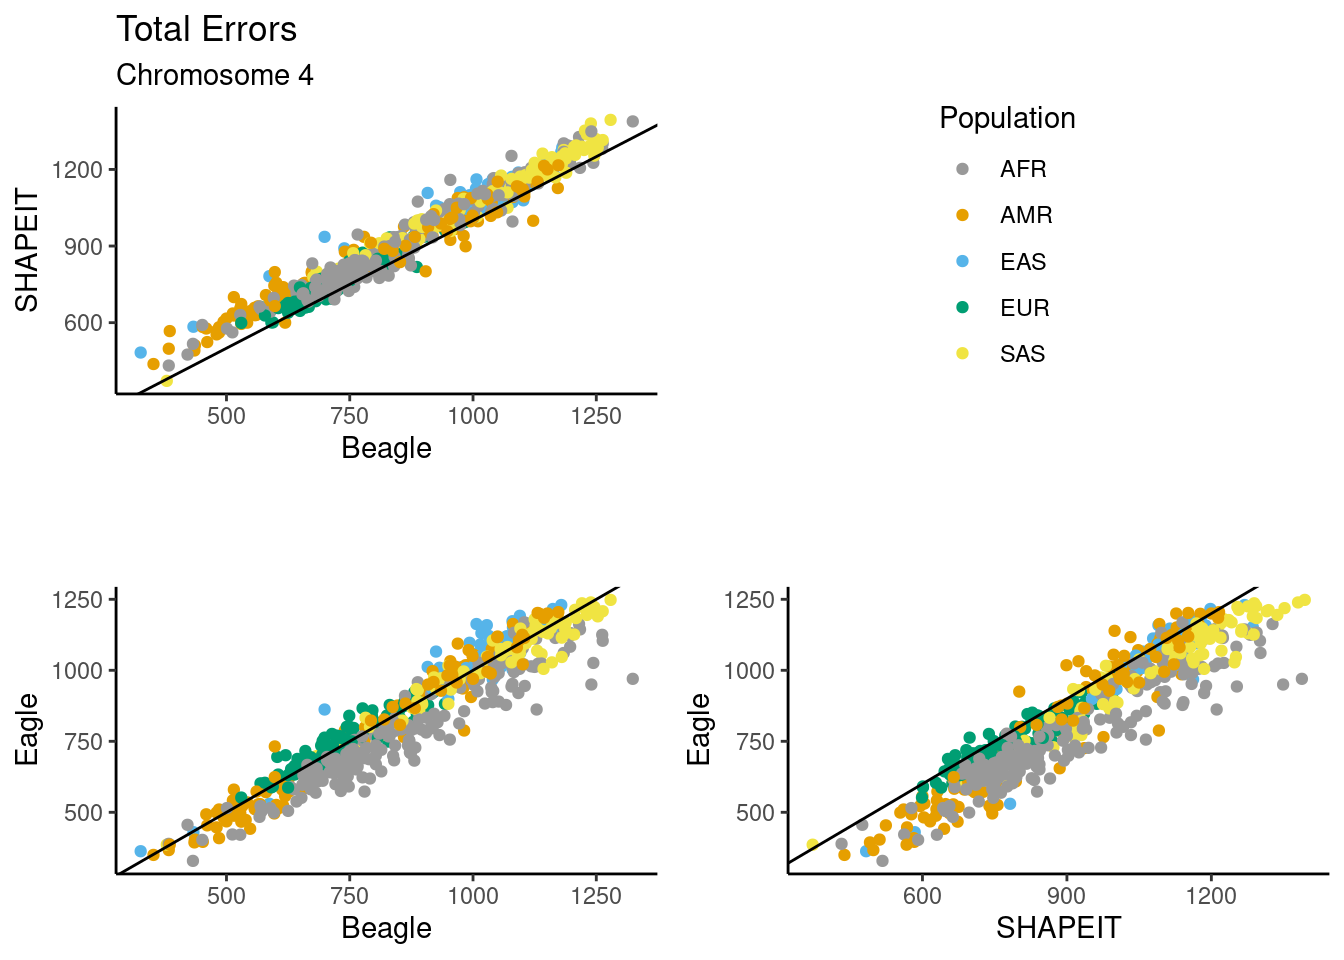 Total Errors
Chromosome 4
SHAPEIT
1200
900
600
500 750 1000 1250
Beagle
Population
AFR
AMR
EAS
EUR
SAS
Eagle
1250
1000
750
500
500 750 1000 1250
Beagle
Eagle
1250
1000
750
500
600 900 1200
SHAPEIT